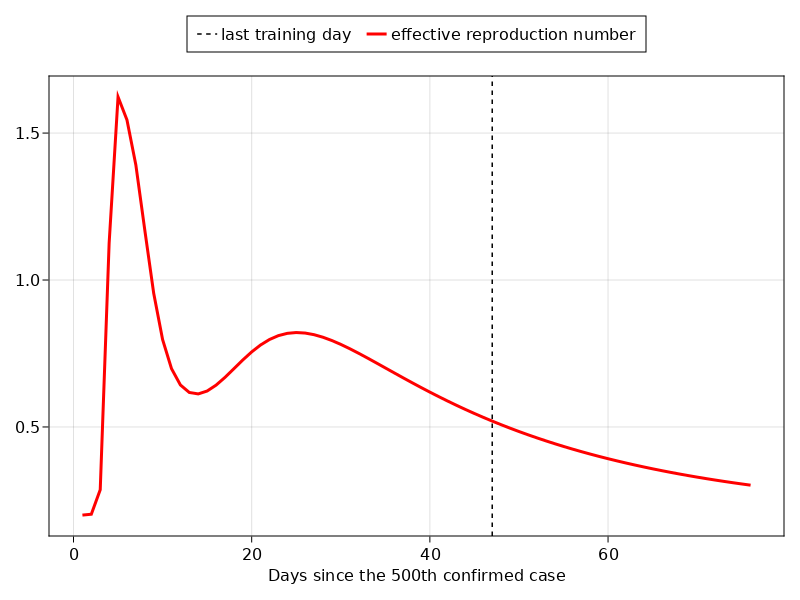 last training day effective reproduction number
1.5
1.0
0.5
0 20 40 60
Days since the 500th confirmed case